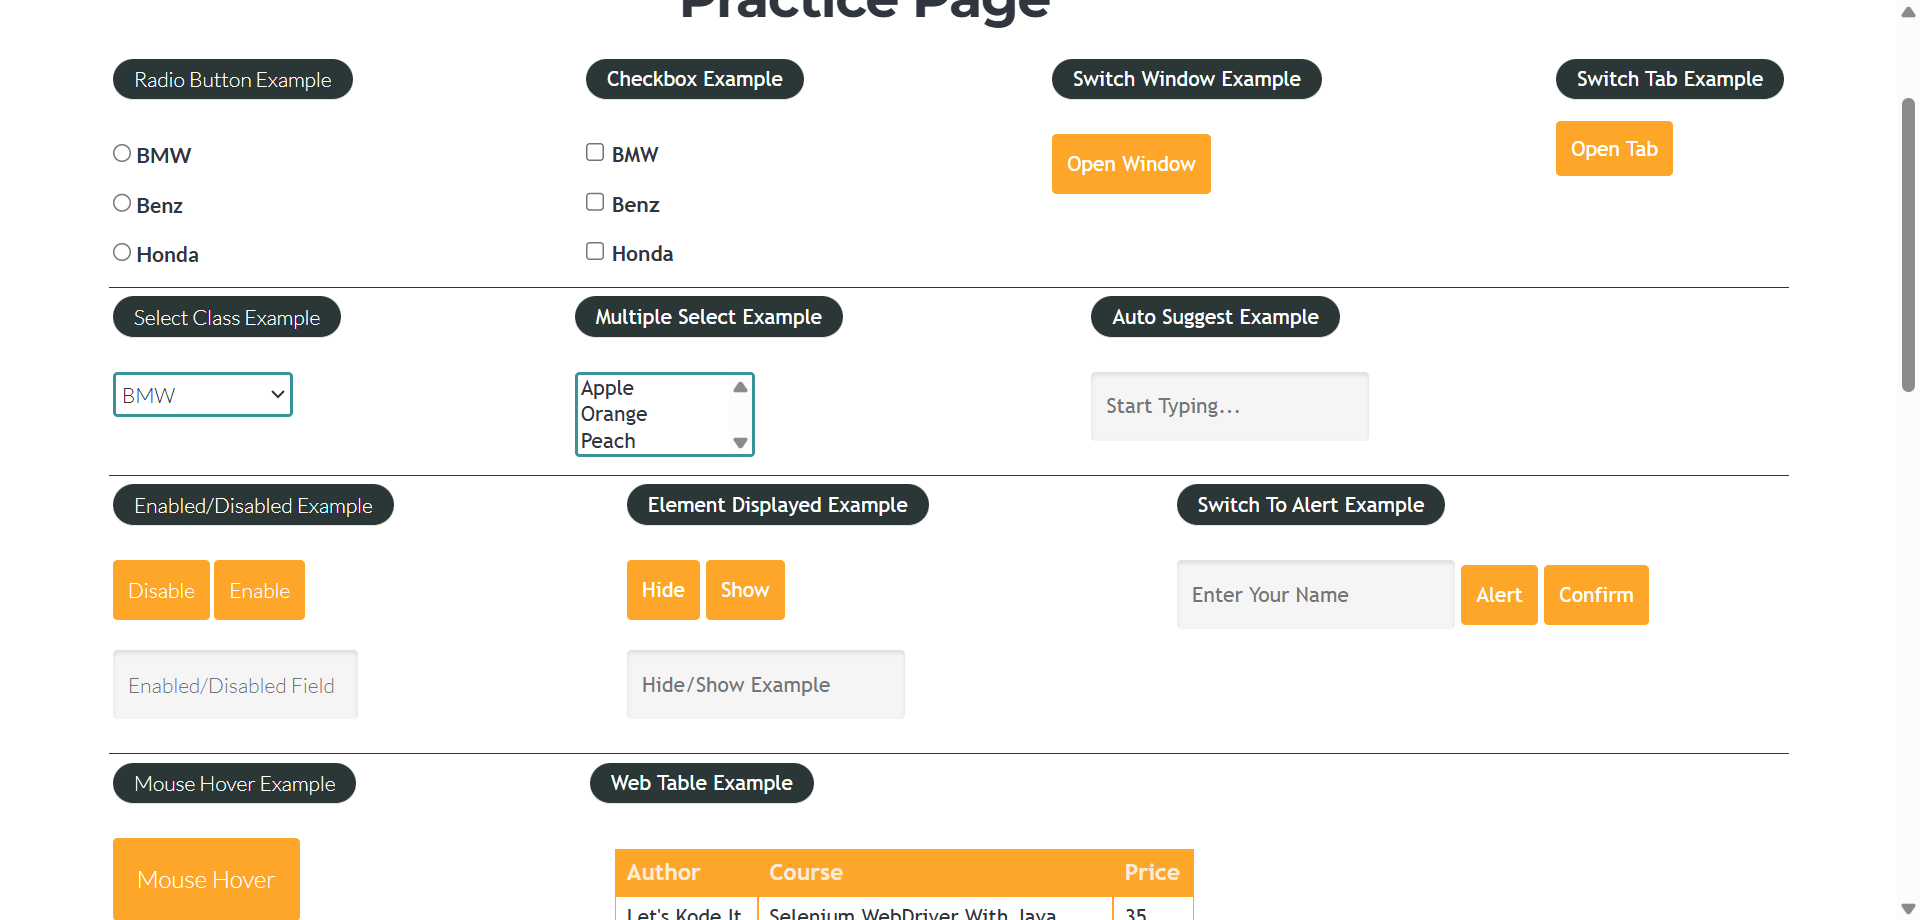 Practice Page
Radio Button Example
Checkbox Example
Switch Window Example
Switch Tab Example
BMW
Benz
Honda
BMW
Benz
Honda
Open Window
Open Tab
Select Class Example
Multiple Select Example
Auto Suggest Example
BMW
Apple
Orange
Peach
Start Typing...
Enabled/Disabled Example
Element Displayed Example
Switch To Alert Example
Disable Enable
Hide Show
Enter Your Name Alert Confirm
Enabled/Disabled Field
Hide/Show Example
Mouse Hover Example
Web Table Example
Mouse Hover
Author Course Price
Let's Kode It Selenium WebDriver With Java 35